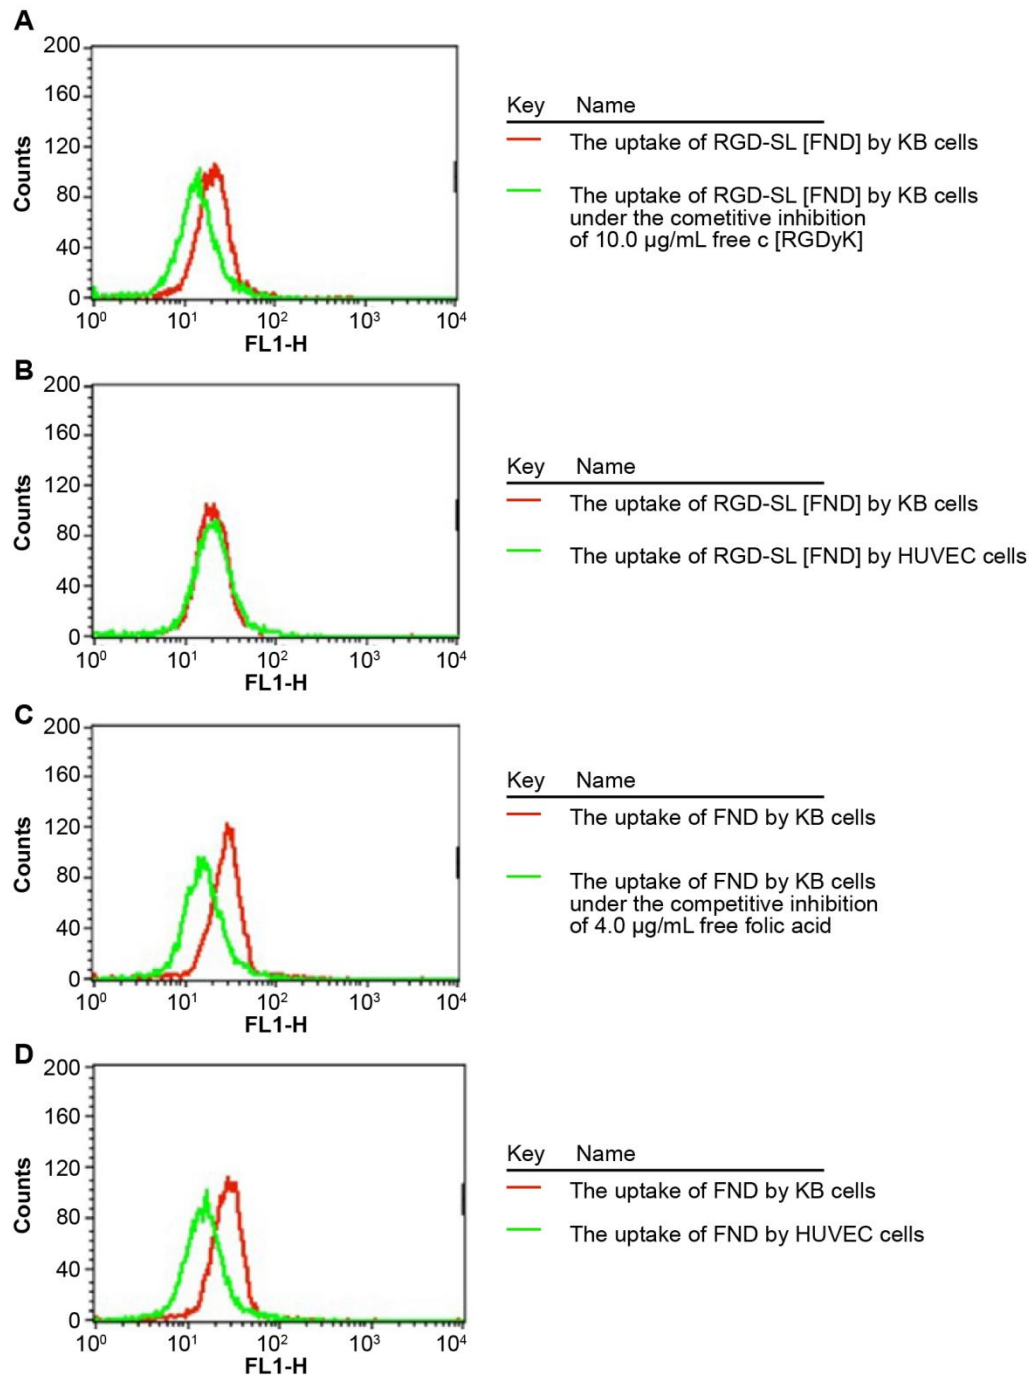 A
200
160
120
80
40
0
Counts
10⁰ 10¹ 10² 10³ 10⁴
FL1-H
Key Name
The uptake of RGD-SL [FND] by KB cells
The uptake of RGD-SL [FND] by KB cells
under the cometitive inhibition
of 10.0 µg/mL free c [RGDyK]
B
200
160
120
80
40
0
Counts
10⁰ 10¹ 10² 10³ 10⁴
FL1-H
Key Name
The uptake of RGD-SL [FND] by KB cells
The uptake of RGD-SL [FND] by HUVEC cells
C
200
160
120
80
40
0
Counts
10⁰ 10¹ 10² 10³ 10⁴
FL1-H
Key Name
The uptake of FND by KB cells
The uptake of FND by KB cells
under the competitive inhibition
of 4.0 µg/mL free folic acid
D
200
160
120
80
40
0
Counts
10⁰ 10¹ 10² 10³ 10⁴
FL1-H
Key Name
The uptake of FND by KB cells
The uptake of FND by HUVEC cells